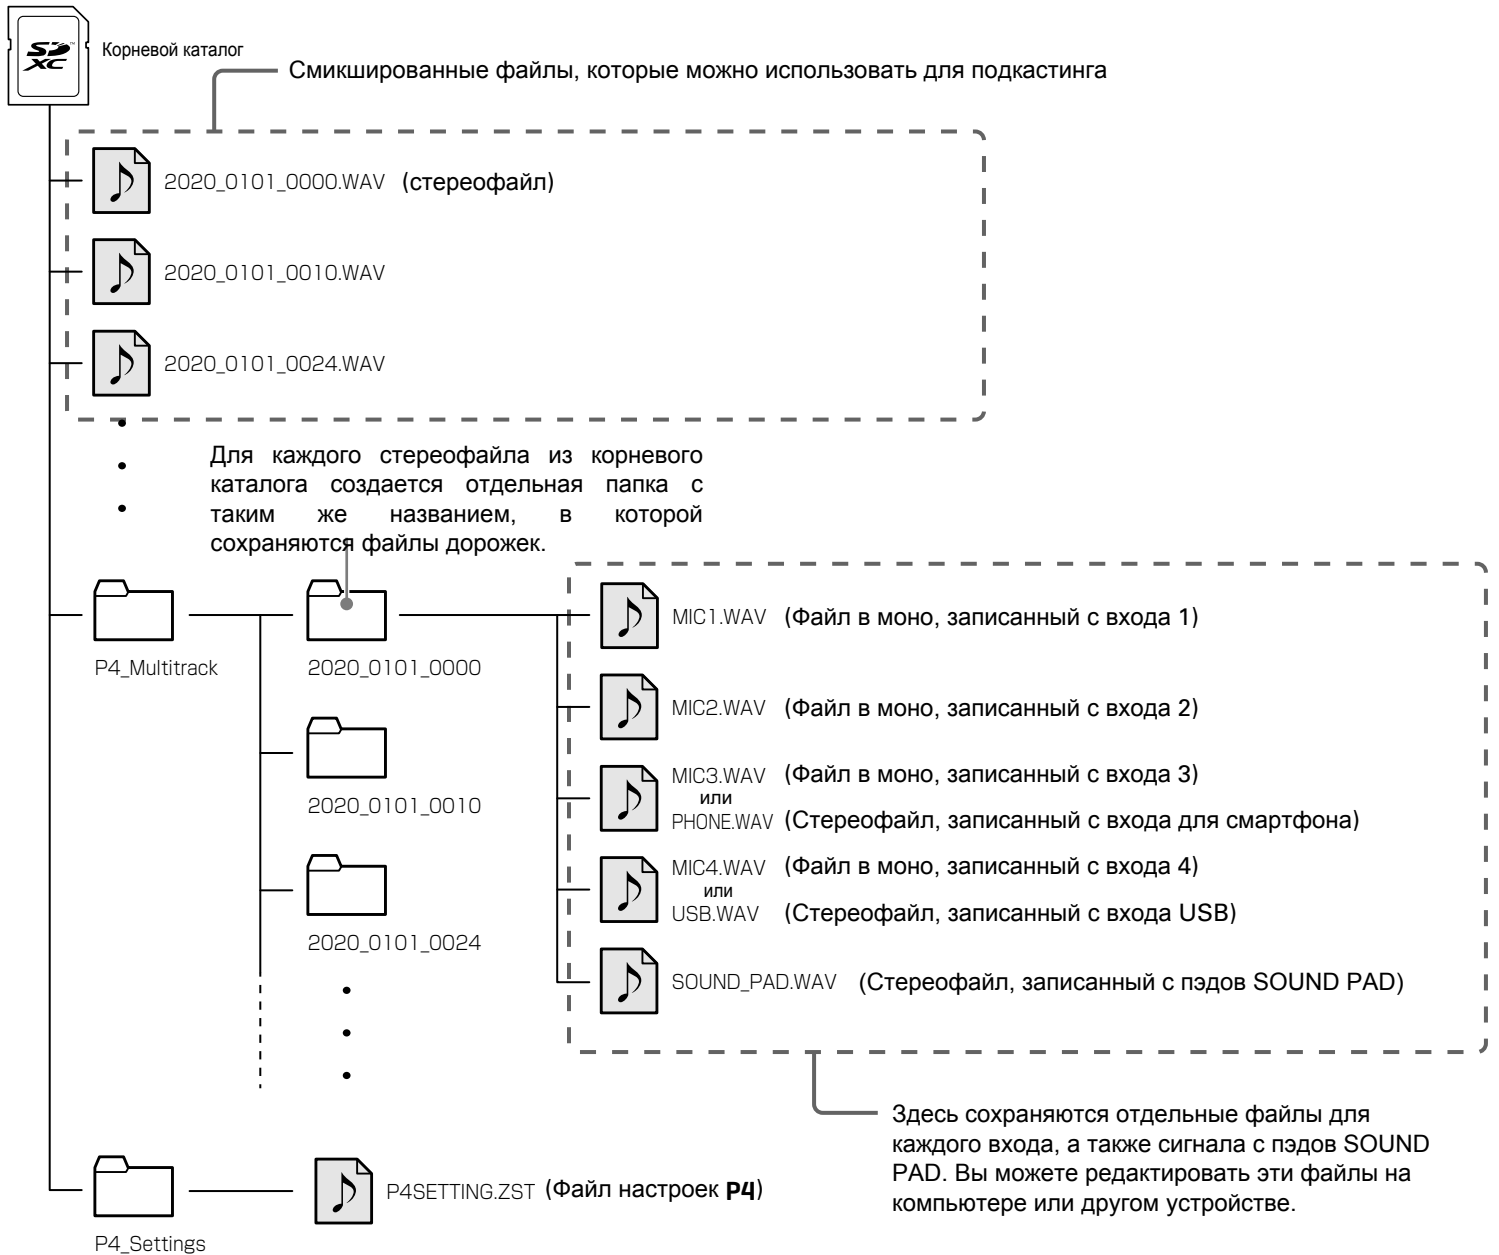 SD XC™
Корневой каталог
Смикшированные файлы, которые можно использовать для подкастинга
2020_0101_0000.WAV (стереофайл)
2020_0101_0010.WAV
2020_0101_0024.WAV
Для каждого стереофайла из корневого
каталога создается отдельная папка с
таким же названием, в которой
сохраняются файлы дорожек.
P4_Multitrack
2020_0101_0000
2020_0101_0010
2020_0101_0024
MIC1.WAV (Файл в моно, записанный с входа 1)
MIC2.WAV (Файл в моно, записанный с входа 2)
MIC3.WAV (Файл в моно, записанный с входа 3)
или
PHONE.WAV (Стереофайл, записанный с входа для смартфона)
MIC4.WAV (Файл в моно, записанный с входа 4)
или
USB.WAV (Стереофайл, записанный с входа USB)
SOUND_PAD.WAV (Стереофайл, записанный с пэдов SOUND PAD)
Здесь сохраняются отдельные файлы для
каждого входа, а также сигнала с пэдов SOUND
PAD. Вы можете редактировать эти файлы на
компьютере или другом устройстве.
P4SETTING.ZST (Файл настроек P4)
P4_Settings